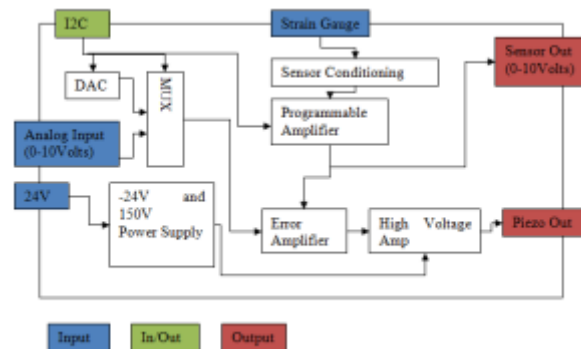 I2C
Strain Gauge
Sensor Out
(0-10Volts)
Sensor Conditioning
DAC
MUX
Programmable
Amplifier
Analog Input
(0-10Volts)
24V
-24V and
150V
Power Supply
Error
Amplifier
High Voltage
Amp
Piezo Out
Input
In/Out
Output